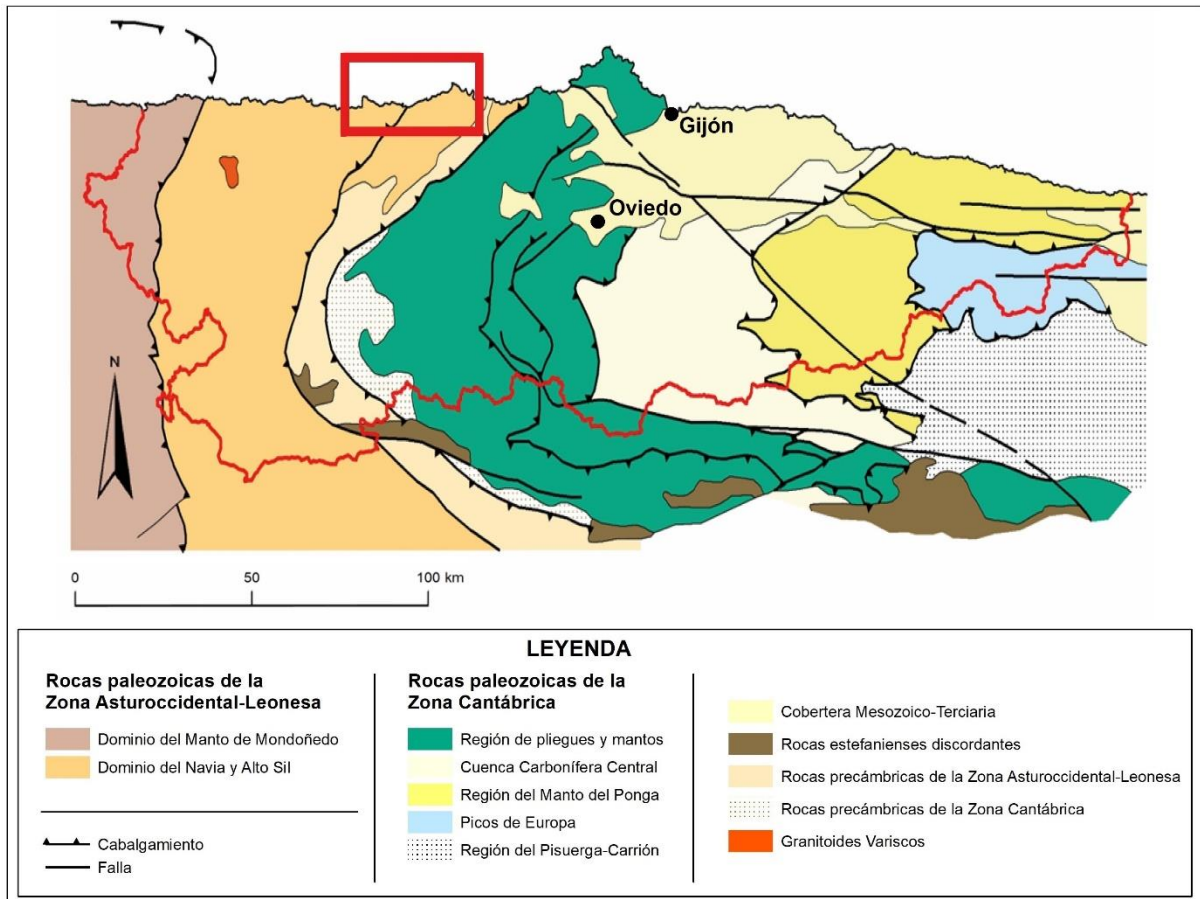 Gijón
Oviedo
N
0 50 100 km
LEYENDA
Rocas paleozoicas de la
Zona Asturoccidental-Leonesa
Dominio del Manto de Mondoñedo
Dominio del Navia y Alto Sil
Cabalgamiento
Falla
Rocas paleozoicas de la
Zona Cantábrica
Región de pliegues y mantos
Cuenca Carbonífera Central
Región del Manto del Ponga
Picos de Europa
Región del Pisuerga-Carrión
Cobertera Mesozoico-Terciaria
Rocas estefanienses discordantes
Rocas precámbricas de la Zona Asturoccidental-Leonesa
Rocas precámbricas de la Zona Cantábrica
Granitoides Variscos